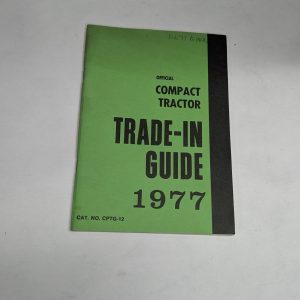 OFFICIAL
COMPACT
TRACTOR
TRADE-IN
GUIDE
1977
CAT. NO. CPTG-12